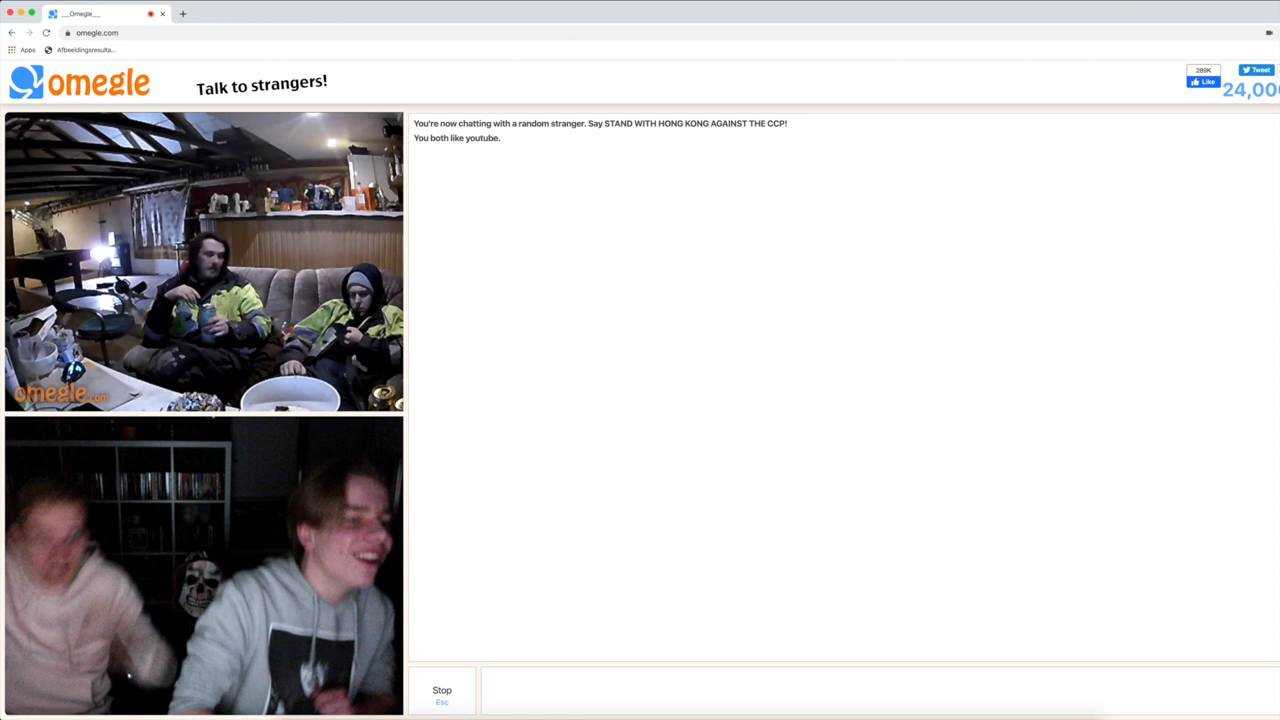 __Omegle__
omegle.com
Apps
Afbeeldingsresulta...
omegle
Talk to strangers!
289K
Like
Tweet
24,00
You're now chatting with a random stranger. Say STAND WITH HONG KONG AGAINST THE CCP!
You both like youtube.
omegle.com
Stop
Esc